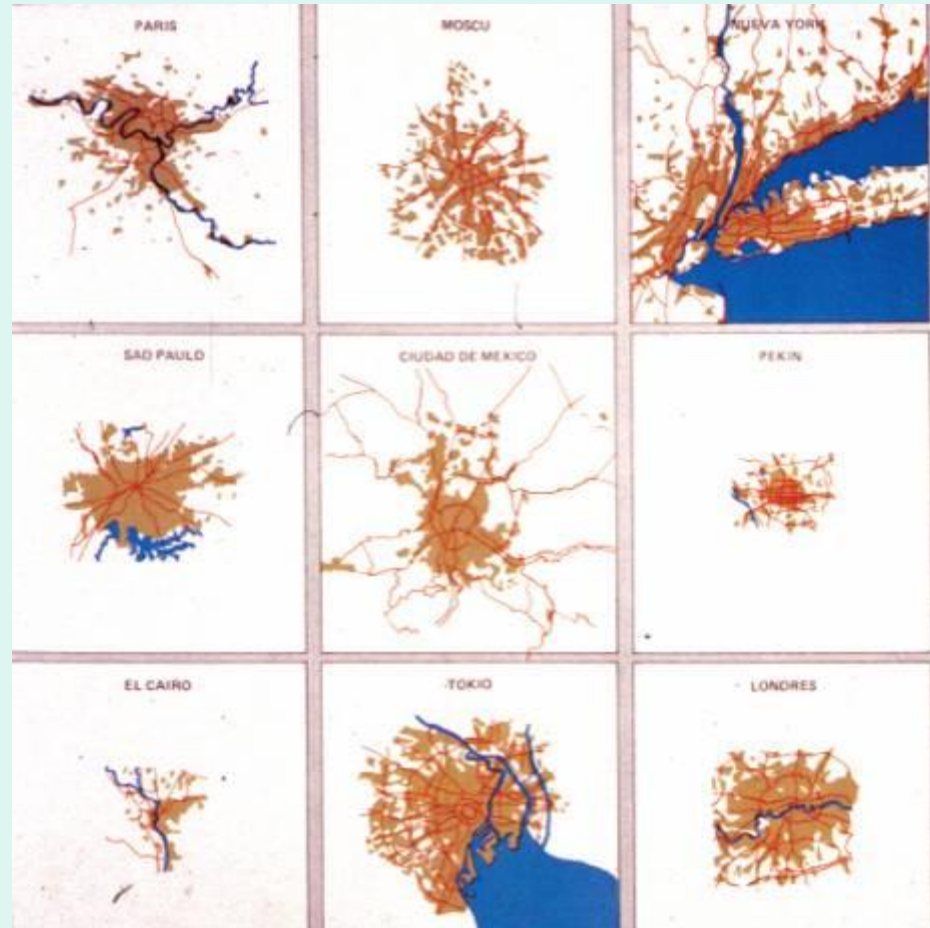 PARIS
MOSCU
NUEVA YORK
SAO PAULO
CIUDAD DE MEXICO
PEKIN
EL CAIRO
TOKIO
LONDRES